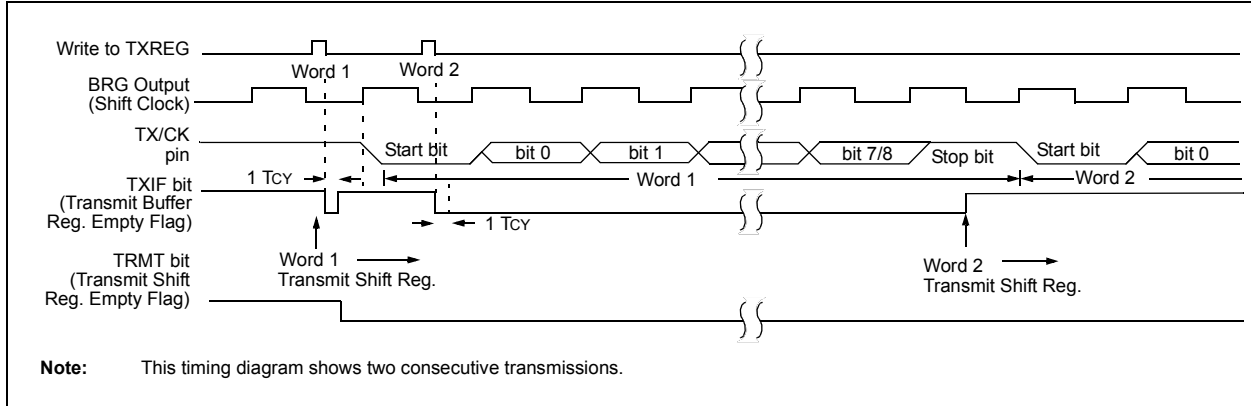 Write to TXREG
Word 1
Word 2
BRG Output
(Shift Clock)
TX/CK
pin
Start bit
bit 0
bit 1
bit 7/8
Stop bit
Start bit
bit 0
1 TCY
Word 1
Word 2
TXIF bit
(Transmit Buffer
Reg. Empty Flag)
1 TCY
Word 1
Transmit Shift Reg.
Word 2
Transmit Shift Reg.
TRMT bit
(Transmit Shift
Reg. Empty Flag)
Note: This timing diagram shows two consecutive transmissions.